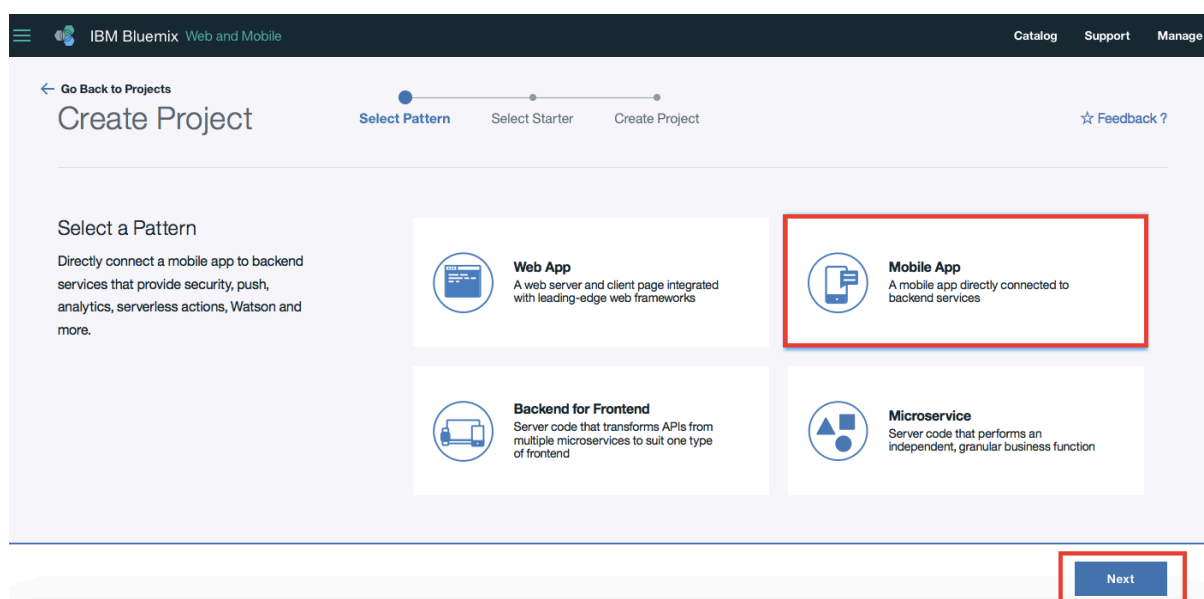 IBM Bluemix Web and Mobile
Catalog Support Manage
Go Back to Projects
Create Project
Select Pattern Select Starter Create Project
Feedback ?
Select a Pattern
Directly connect a mobile app to backend
services that provide security, push,
analytics, serverless actions, Watson and
more.
Web App
A web server and client page integrated
with leading-edge web frameworks
Mobile App
A mobile app directly connected to
backend services
Backend for Frontend
Server code that transforms APIs from
multiple microservices to suit one type
of frontend
Microservice
Server code that performs an
independent, granular business function
Next